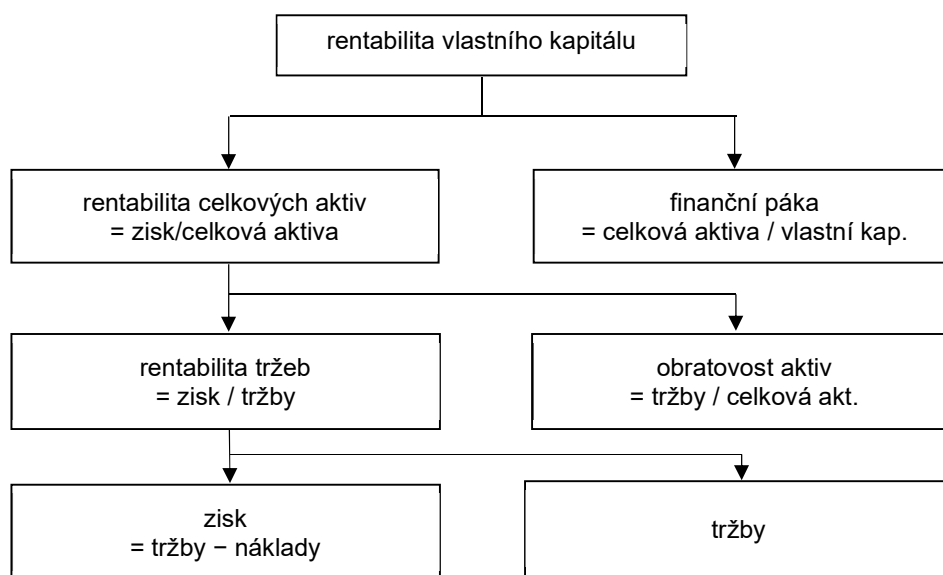 rentabilita vlastního kapitálu
rentabilita celkových aktiv
= zisk/celková aktiva
finanční páka
= celková aktiva / vlastní kap.
rentabilita tržeb
= zisk / tržby
obratovost aktiv
= tržby / celková akt.
zisk
= tržby − náklady
tržby